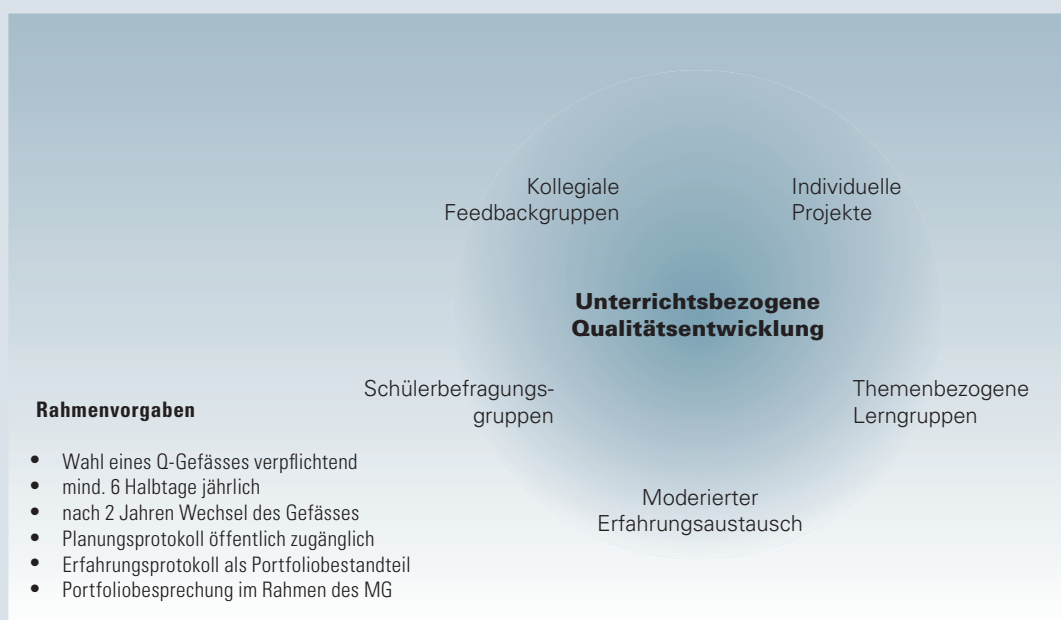 Kollegiale
Feedbackgruppen
Individuelle
Projekte
Unterrichtsbezogene
Qualitätsentwicklung
Schülerbefragungs-
gruppen
Themenbezogene
Lerngruppen
Moderierter
Erfahrungsaustausch
Rahmenvorgaben
• Wahl eines Q-Gefässes verpflichtend
• mind. 6 Halbtage jährlich
• nach 2 Jahren Wechsel des Gefässes
• Planungsprotokoll öffentlich zugänglich
• Erfahrungsprotokoll als Portfoliobestandteil
• Portfoliobesprechung im Rahmen des MG